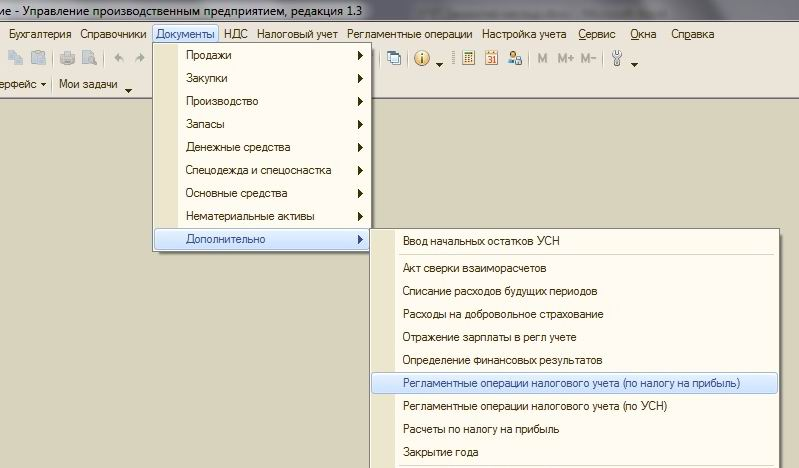 ие - Управление производственным предприятием, редакция 1.3
Бухгалтерия Справочники Документы НДС Налоговый учет Регламентные операции Настройка учета Сервис Окна Справка
M M+ M-
ерфейс Мои задачи
Продажи
Закупки
Производство
Запасы
Денежные средства
Спецодежда и спецоснастка
Основные средства
Нематериальные активы
Дополнительно
Ввод начальных остатков УСН
Акт сверки взаиморасчетов
Списание расходов будущих периодов
Расходы на добровольное страхование
Отражение зарплаты в регл учете
Определение финансовых результатов
Регламентные операции налогового учета (по налогу на прибыль)
Регламентные операции налогового учета (по УСН)
Расчеты по налогу на прибыль
Закрытие года